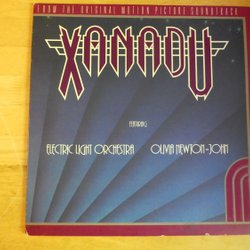 FROM THE ORIGINAL MOTION PICTURE SOUNDTRACK
XANADU
FEATURING
ELECTRIC LIGHT ORCHESTRA OLIVIA NEWTON-JOHN